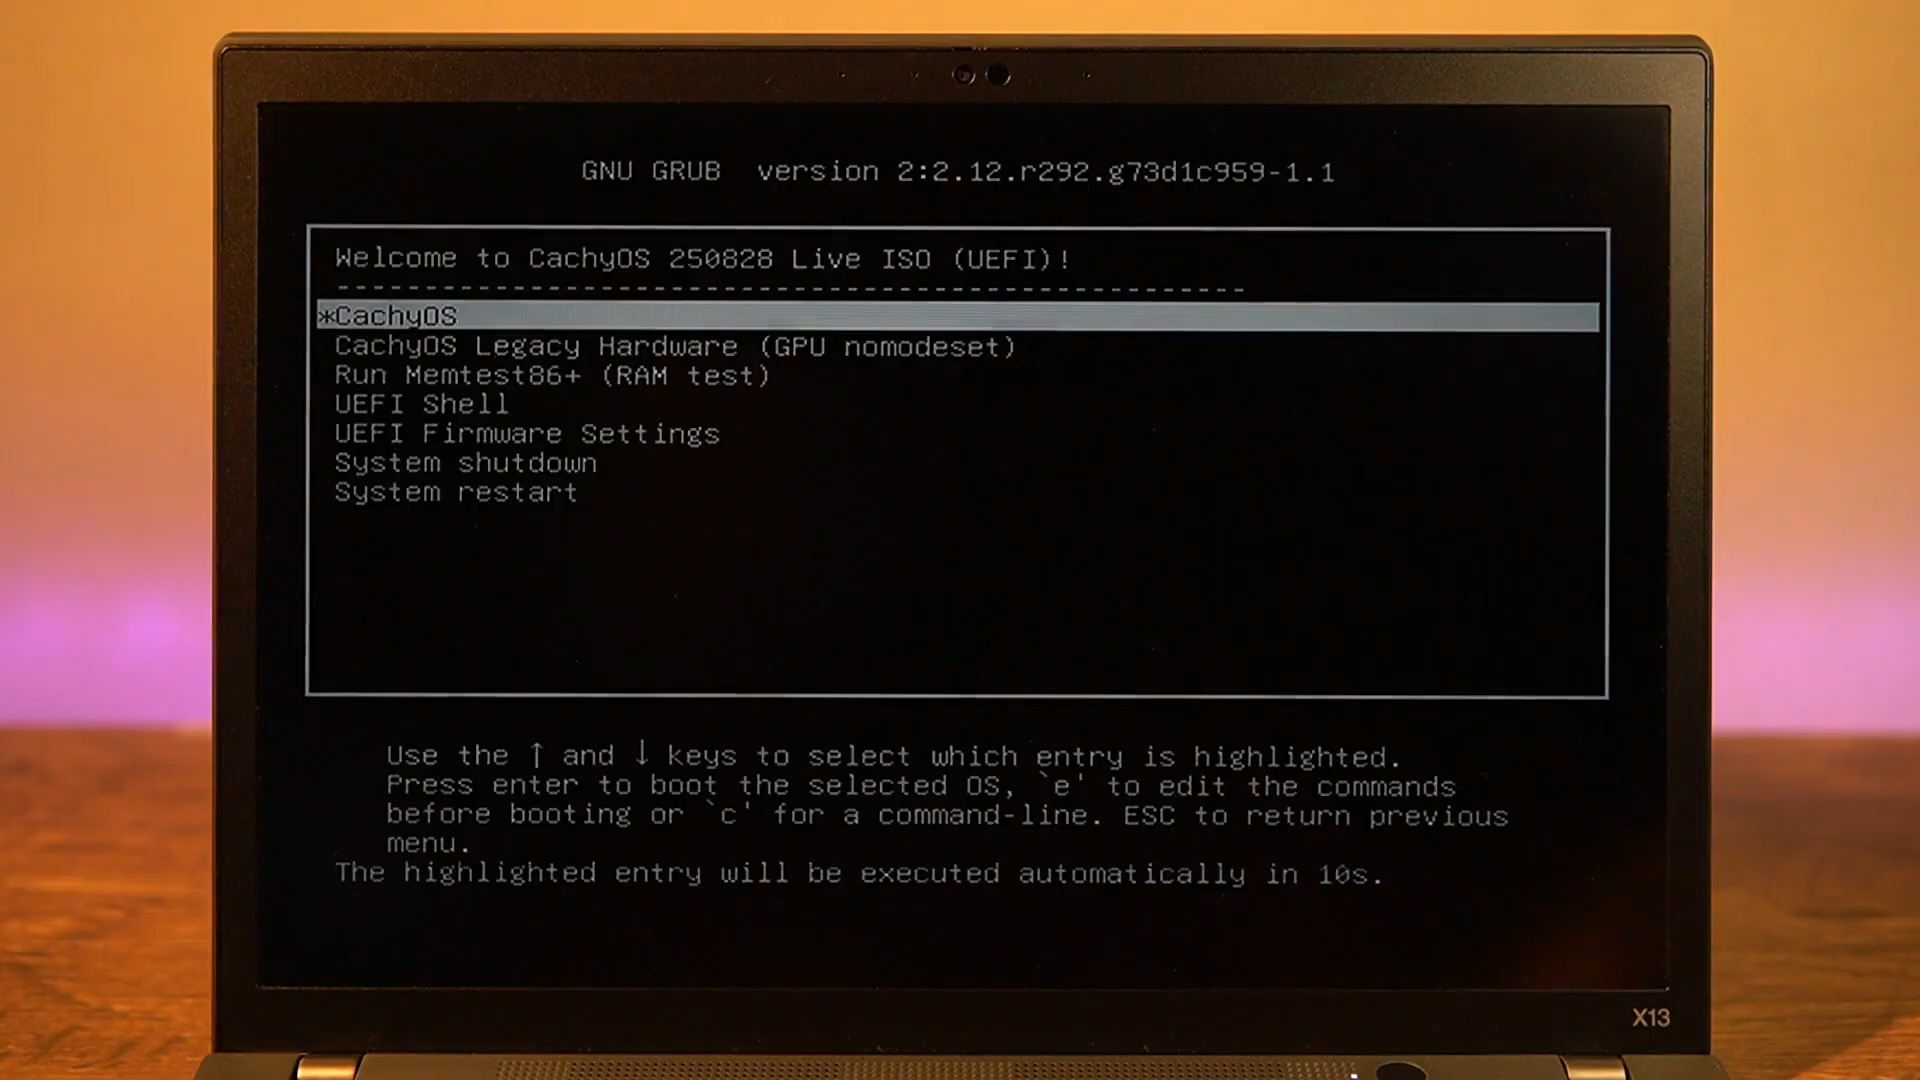 GNU GRUB version 2:2.12.r292.g73d1c959-1.1
Welcome to CachyOS 250828 Live ISO (UEFI)!
----------------------------------------------------
*CachyOS
CachyOS Legacy Hardware (GPU nomodeset)
Run Memtest86+ (RAM test)
UEFI Shell
UEFI Firmware Settings
System shutdown
System restart
Use the ↑ and ↓ keys to select which entry is highlighted.
Press enter to boot the selected OS, `e' to edit the commands
before booting or `c' for a command-line. ESC to return previous
menu.
The highlighted entry will be executed automatically in 10s.
X13